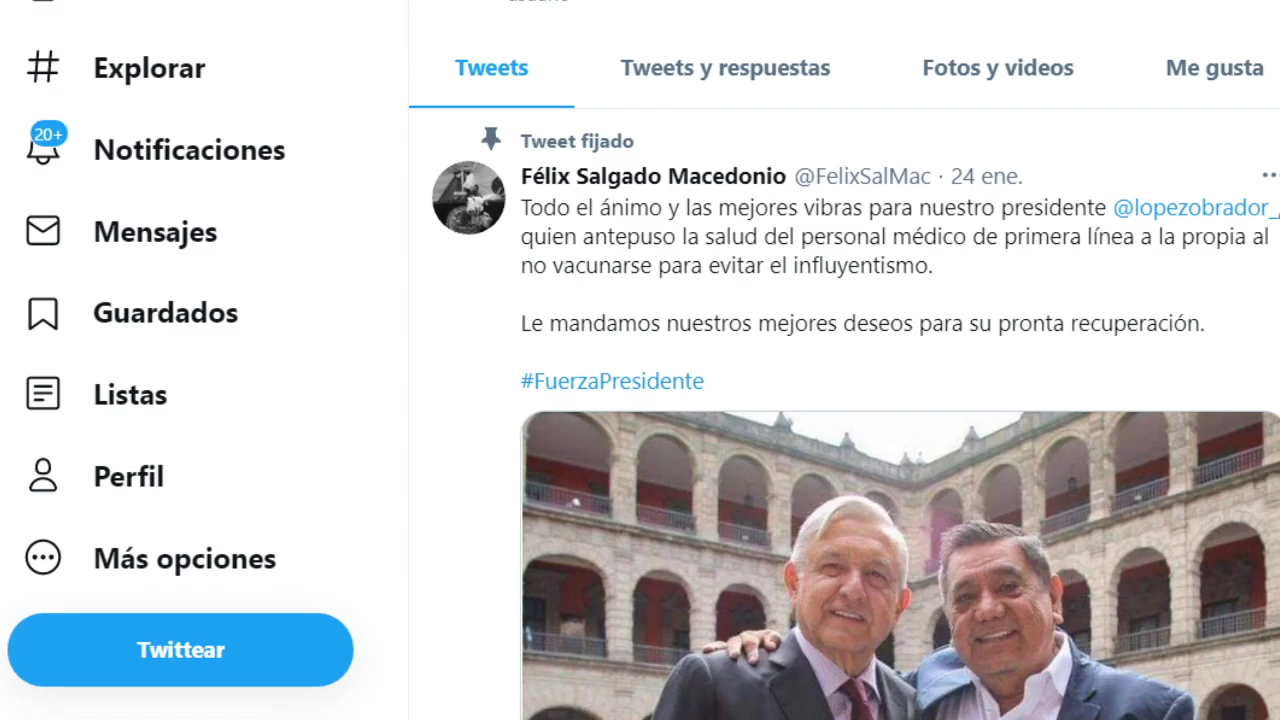 Explorar
20+
Notificaciones
Mensajes
Guardados
Listas
Perfil
Más opciones
Twittear
Tweets
Tweets y respuestas
Fotos y videos
Me gusta
Tweet fijado
Félix Salgado Macedonio @FelixSalMac · 24 ene.
Todo el ánimo y las mejores vibras para nuestro presidente @lopezobrador_
quien antepuso la salud del personal médico de primera línea a la propia al
no vacunarse para evitar el influyentismo.
Le mandamos nuestros mejores deseos para su pronta recuperación.
#FuerzaPresidente